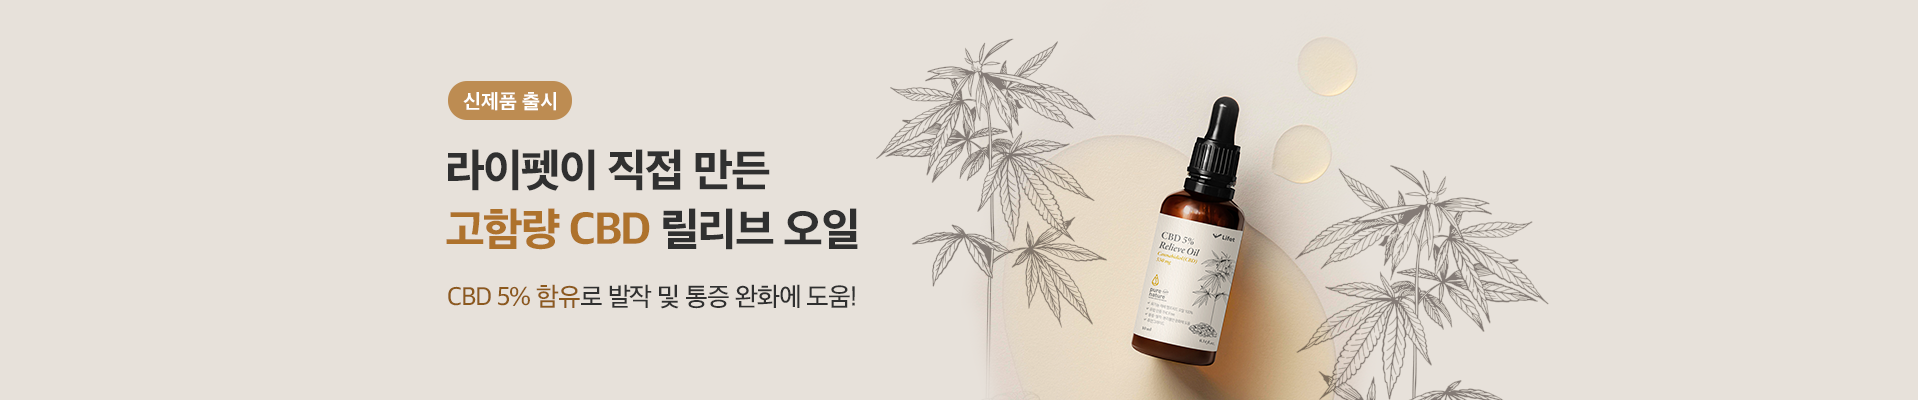 신제품 출시
라이펫이 직접 만든
고함량 CBD 릴리브 오일
CBD 5% 함유로 발작 및 통증 완화에 도움!
Lifet
CBD 5%
Relieve Oil
pure in
nature